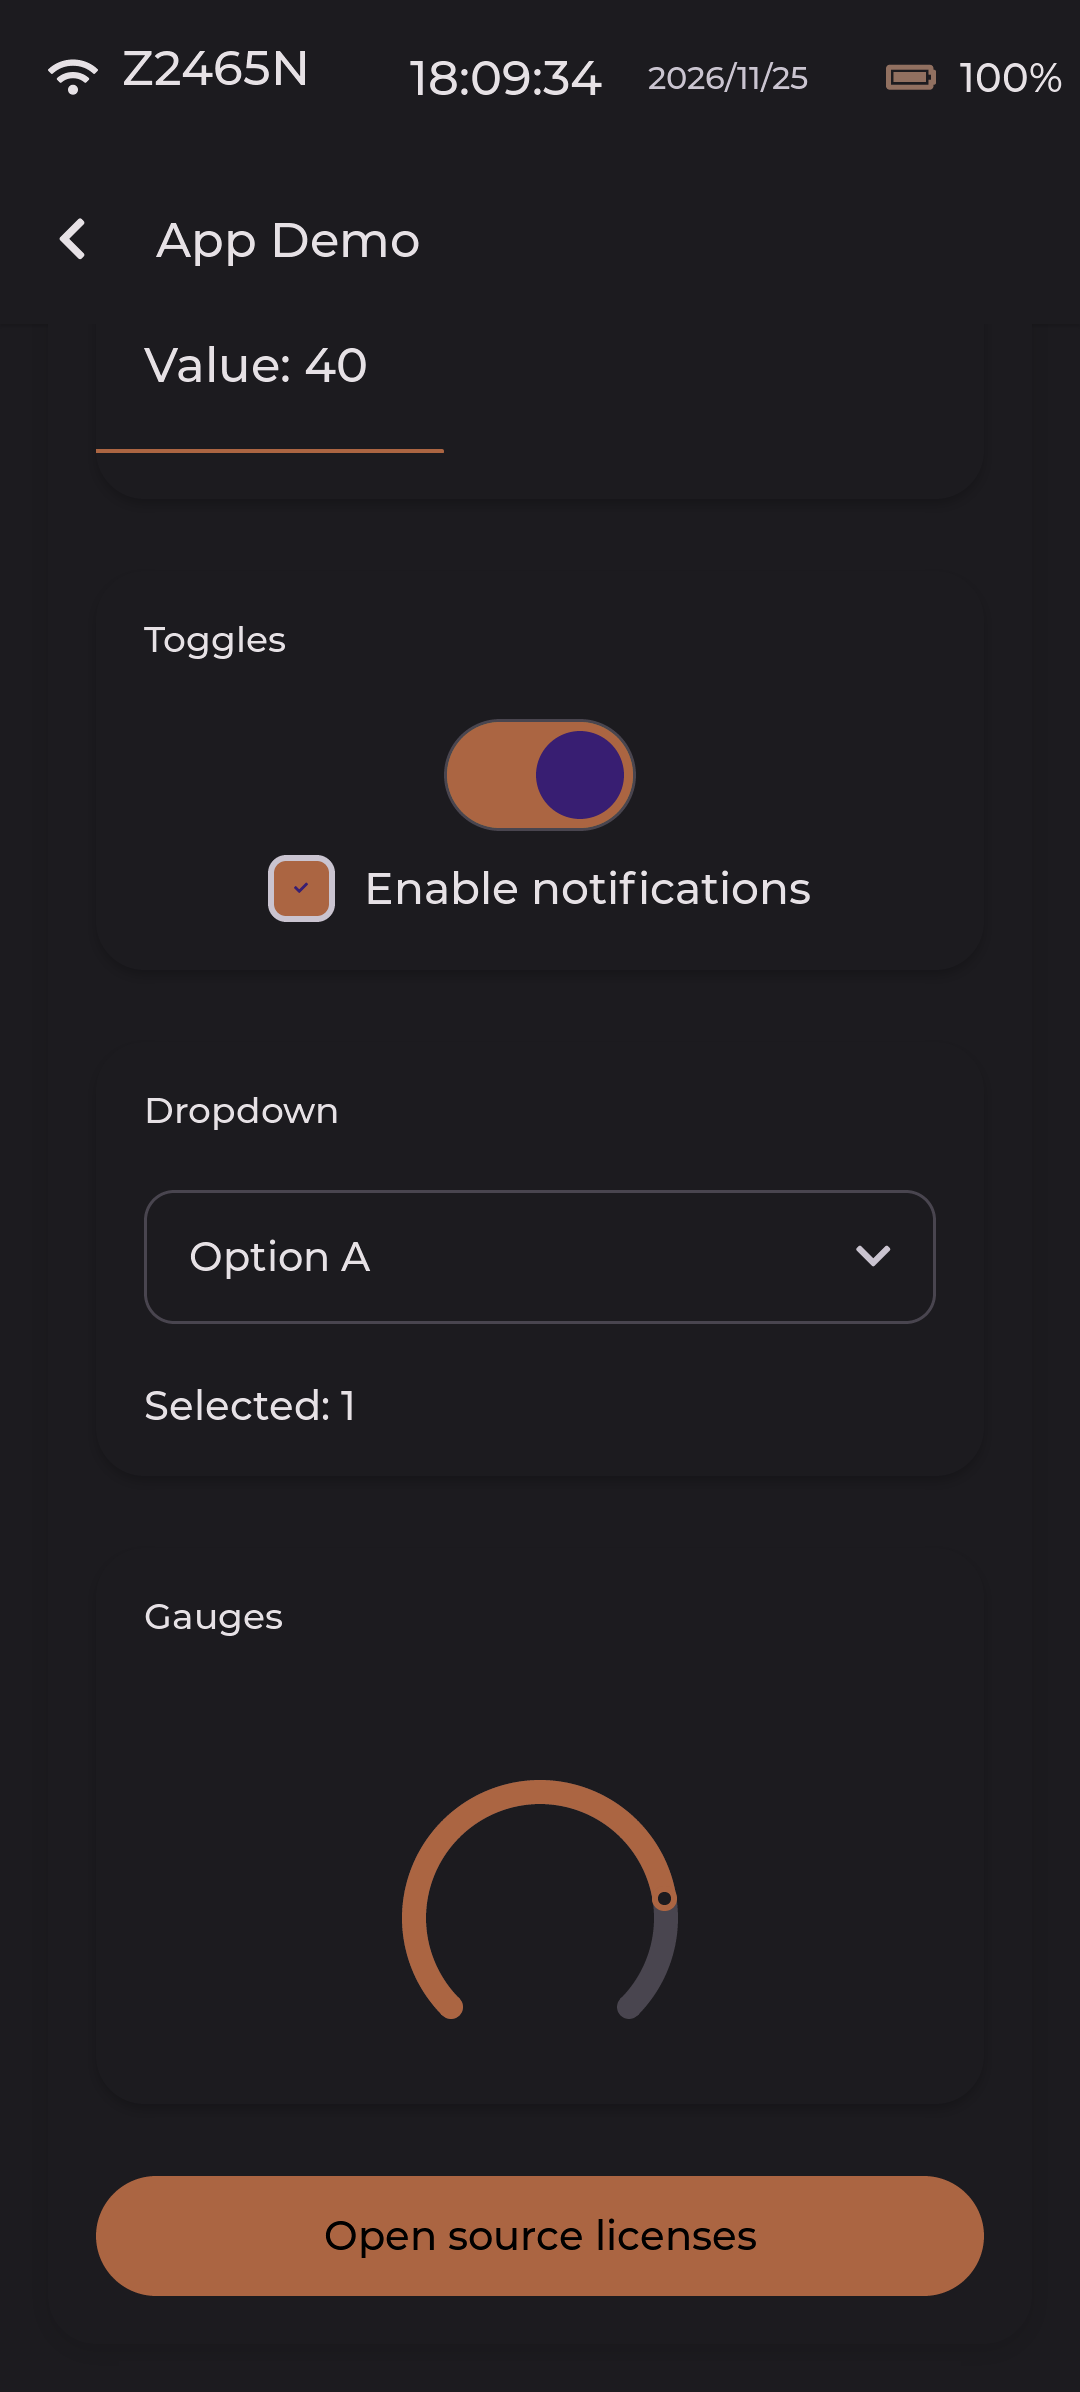 Z2465N 18:09:34 2026/11/25 100%
App Demo
Value: 40
Toggles
Enable notifications
Dropdown
Option A
Selected: 1
Gauges
Open source licenses